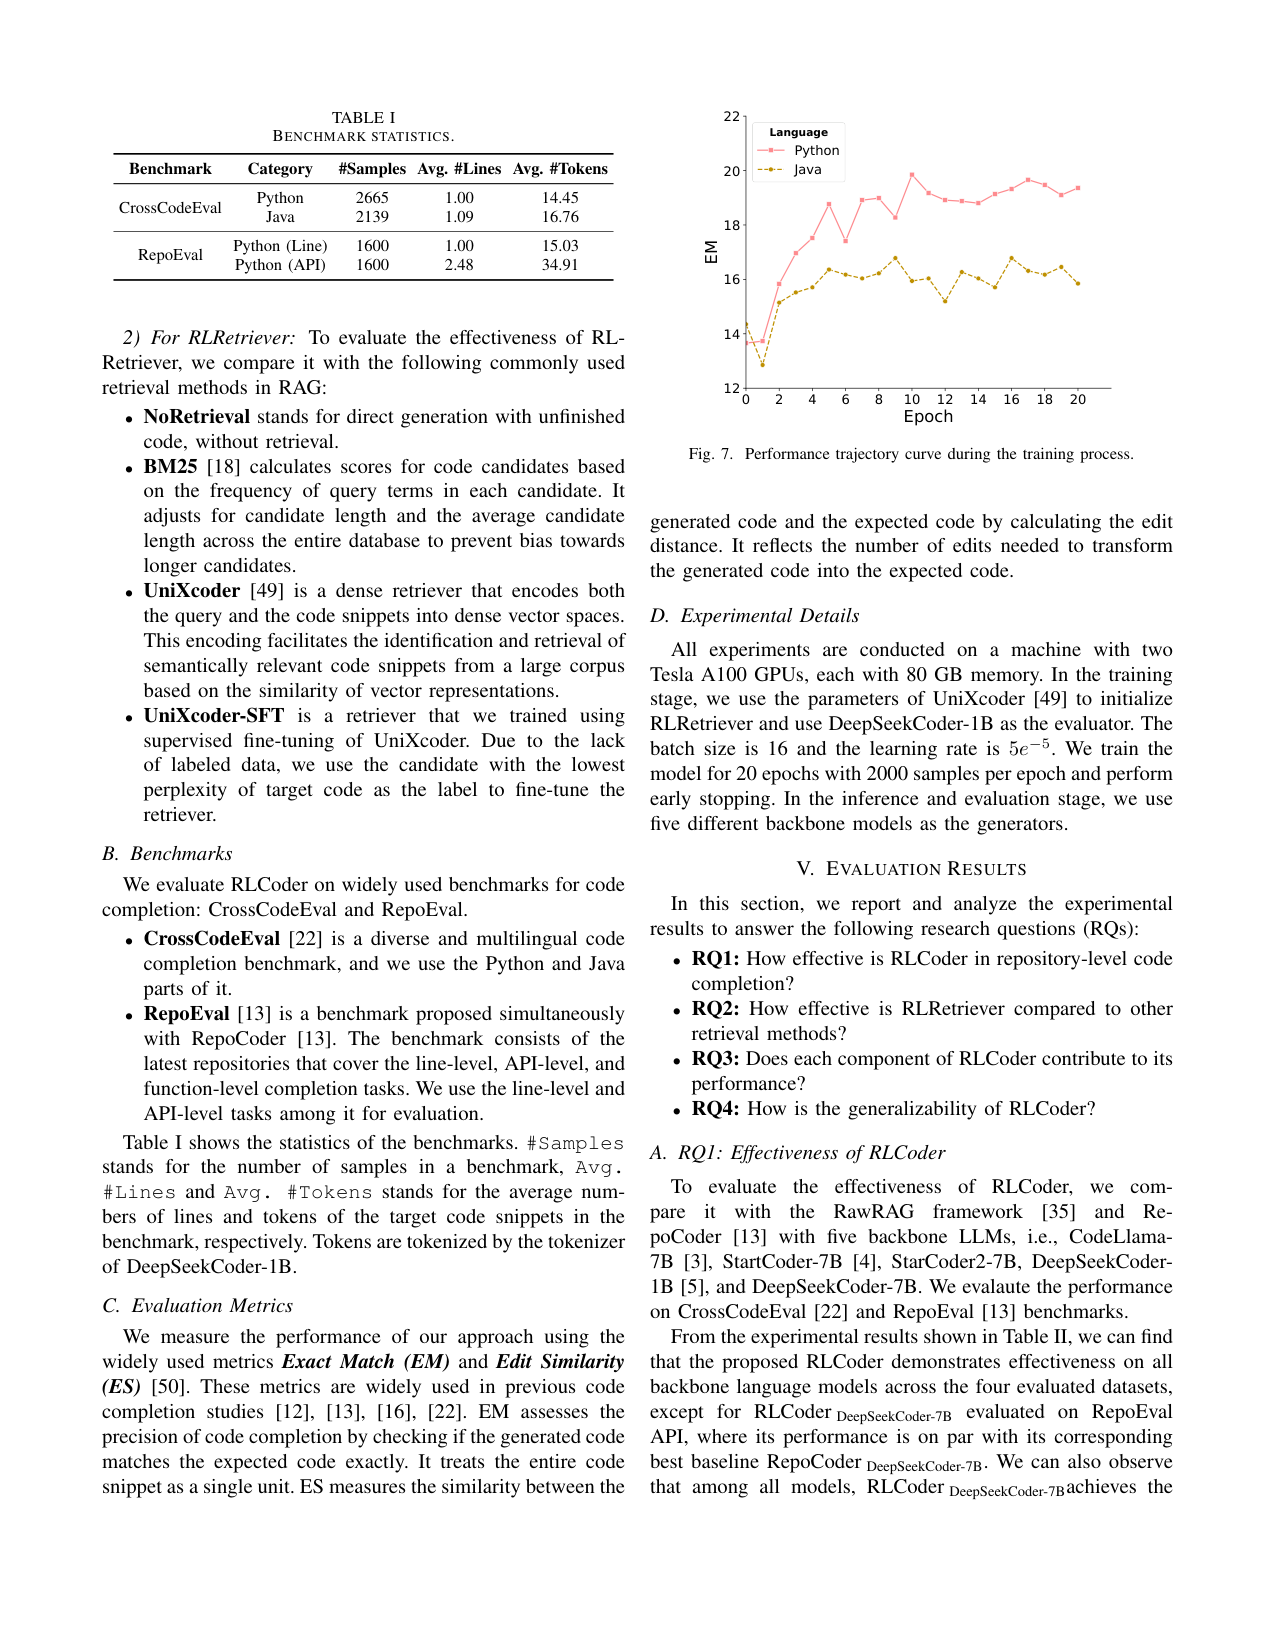 TABLE I
BENCHMARK STATISTICS.
Benchmark Category #Samples Avg. #Lines Avg. #Tokens
CrossCodeEval
Python 2665 1.00 14.45
Java 2139 1.09 16.76
RepoEval
Python (Line) 1600 1.00 15.03
Python (API) 1600 2.48 34.91
2) For RLRetriever: To evaluate the effectiveness of RL-
Retriever, we compare it with the following commonly used
retrieval methods in RAG:
• NoRetrieval stands for direct generation with unfinished
code, without retrieval.
• BM25 [18] calculates scores for code candidates based
on the frequency of query terms in each candidate. It
adjusts for candidate length and the average candidate
length across the entire database to prevent bias towards
longer candidates.
• UniXcoder [49] is a dense retriever that encodes both
the query and the code snippets into dense vector spaces.
This encoding facilitates the identification and retrieval of
semantically relevant code snippets from a large corpus
based on the similarity of vector representations.
• UniXcoder-SFT is a retriever that we trained using
supervised fine-tuning of UniXcoder. Due to the lack
of labeled data, we use the candidate with the lowest
perplexity of target code as the label to fine-tune the
retriever.
B. Benchmarks
We evaluate RLCoder on widely used benchmarks for code
completion: CrossCodeEval and RepoEval.
• CrossCodeEval [22] is a diverse and multilingual code
completion benchmark, and we use the Python and Java
parts of it.
• RepoEval [13] is a benchmark proposed simultaneously
with RepoCoder [13]. The benchmark consists of the
latest repositories that cover the line-level, API-level, and
function-level completion tasks. We use the line-level and
API-level tasks among it for evaluation.
Table I shows the statistics of the benchmarks. #Samples
stands for the number of samples in a benchmark, Avg.
#Lines and Avg. #Tokens stands for the average num-
bers of lines and tokens of the target code snippets in the
benchmark, respectively. Tokens are tokenized by the tokenizer
of DeepSeekCoder-1B.
C. Evaluation Metrics
We measure the performance of our approach using the
widely used metrics Exact Match (EM) and Edit Similarity
(ES) [50]. These metrics are widely used in previous code
completion studies [12], [13], [16], [22]. EM assesses the
precision of code completion by checking if the generated code
matches the expected code exactly. It treats the entire code
snippet as a single unit. ES measures the similarity between the
22
20
18
16
14
12
EM
Language
Python
Java
0 2 4 6 8 10 12 14 16 18 20
Epoch
Fig. 7. Performance trajectory curve during the training process.
generated code and the expected code by calculating the edit
distance. It reflects the number of edits needed to transform
the generated code into the expected code.
D. Experimental Details
All experiments are conducted on a machine with two
Tesla A100 GPUs, each with 80 GB memory. In the training
stage, we use the parameters of UniXcoder [49] to initialize
RLRetriever and use DeepSeekCoder-1B as the evaluator. The
batch size is 16 and the learning rate is 5e⁻⁵. We train the
model for 20 epochs with 2000 samples per epoch and perform
early stopping. In the inference and evaluation stage, we use
five different backbone models as the generators.
V. EVALUATION RESULTS
In this section, we report and analyze the experimental
results to answer the following research questions (RQs):
• RQ1: How effective is RLCoder in repository-level code
completion?
• RQ2: How effective is RLRetriever compared to other
retrieval methods?
• RQ3: Does each component of RLCoder contribute to its
performance?
• RQ4: How is the generalizability of RLCoder?
A. RQ1: Effectiveness of RLCoder
To evaluate the effectiveness of RLCoder, we com-
pare it with the RawRAG framework [35] and Re-
poCoder [13] with five backbone LLMs, i.e., CodeLlama-
7B [3], StartCoder-7B [4], StarCoder2-7B, DeepSeekCoder-
1B [5], and DeepSeekCoder-7B. We evalaute the performance
on CrossCodeEval [22] and RepoEval [13] benchmarks.
From the experimental results shown in Table II, we can find
that the proposed RLCoder demonstrates effectiveness on all
backbone language models across the four evaluated datasets,
except for RLCoder DeepSeekCoder-7B evaluated on RepoEval
API, where its performance is on par with its corresponding
best baseline RepoCoder DeepSeekCoder-7B. We can also observe
that among all models, RLCoder DeepSeekCoder-7Bachieves the